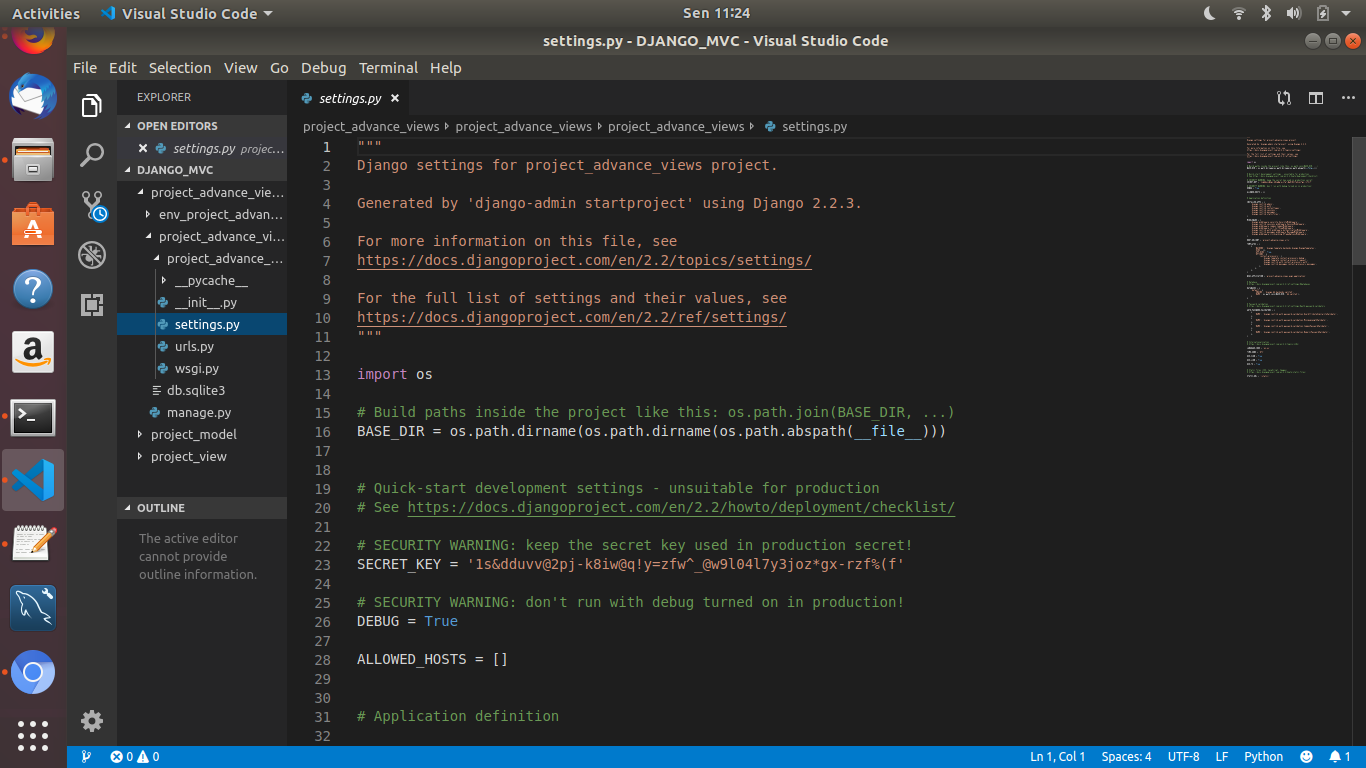 Activities
Visual Studio Code
Sen 11:24
settings.py - DJANGO_MVC - Visual Studio Code
File Edit Selection View Go Debug Terminal Help
EXPLORER
OPEN EDITORS
settings.py projec...
DJANGO_MVC
project_advance_vie...
env_project_advan...
project_advance_vi...
project_advance_...
__pycache__
__init__.py
settings.py
urls.py
wsgi.py
db.sqlite3
manage.py
project_model
project_view
OUTLINE
The active editor
cannot provide
outline information.
settings.py
project_advance_views project_advance_views project_advance_views settings.py
1 """
2 Django settings for project_advance_views project.
3
4 Generated by 'django-admin startproject' using Django 2.2.3.
5
6 For more information on this file, see
7 https://docs.djangoproject.com/en/2.2/topics/settings/
8
9 For the full list of settings and their values, see
10 https://docs.djangoproject.com/en/2.2/ref/settings/
11 """
12
13 import os
14
15 # Build paths inside the project like this: os.path.join(BASE_DIR, ...)
16 BASE_DIR = os.path.dirname(os.path.dirname(os.path.abspath(__file__)))
17
18
19 # Quick-start development settings - unsuitable for production
20 # See https://docs.djangoproject.com/en/2.2/howto/deployment/checklist/
21
22 # SECURITY WARNING: keep the secret key used in production secret!
23 SECRET_KEY = '1s&dduvv@2pj-k8iw@q!y=zfw^_@w9l04l7y3joz*gx-rzf%(f'
24
25 # SECURITY WARNING: don't run with debug turned on in production!
26 DEBUG = True
27
28 ALLOWED_HOSTS = []
29
30
31 # Application definition
32
0 0
Ln 1, Col 1 Spaces: 4 UTF-8 LF Python 1